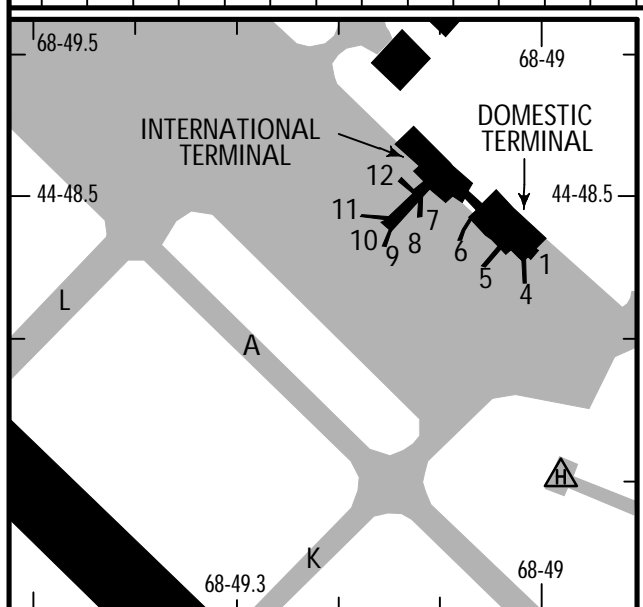 68-49.5
68-49
INTERNATIONAL
TERMINAL
DOMESTIC
TERMINAL
44-48.5
44-48.5
12
11
10
9
8
7
6
5
4
1
L
A
H
K
68-49.3
68-49